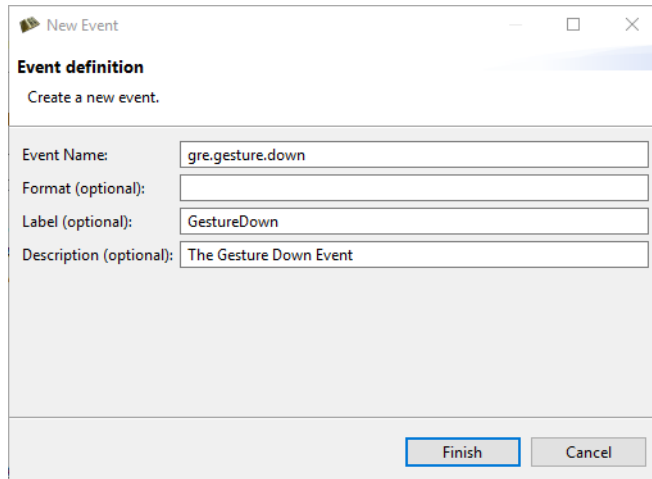 New Event
Event definition
Create a new event.
Event Name: gre.gesture.down
Format (optional):
Label (optional): GestureDown
Description (optional): The Gesture Down Event
Finish Cancel